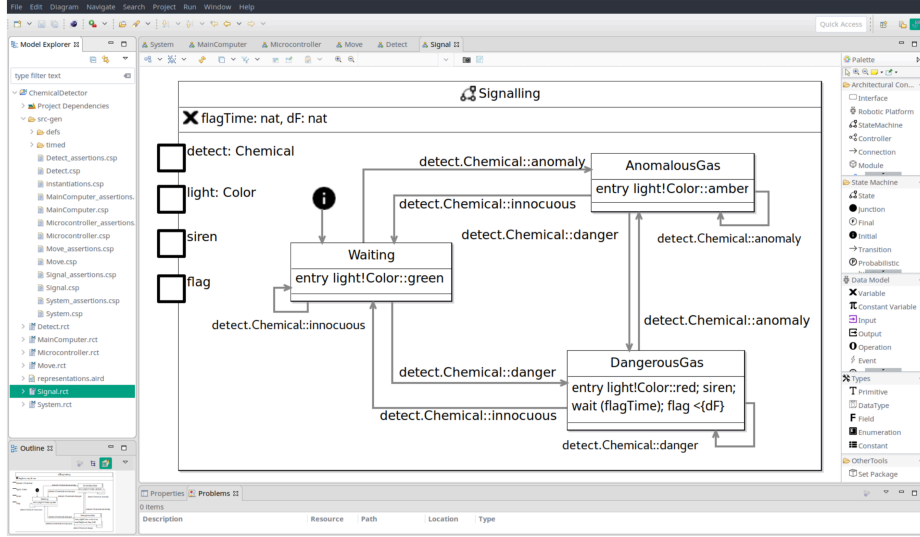 File Edit Diagram Navigate Search Project Run Window Help
Quick Access
Model Explorer
type filter text
ChemicalDetector
Project Dependencies
src-gen
defs
timed
Detect_assertions.csp
Detect.csp
Instantiations.csp
MainComputer_assertions.
MainComputer.csp
Microcontroller_assertions
Microcontroller.csp
Move_assertions.csp
Move.csp
Signal_assertions.csp
Signal.csp
System_assertions.csp
System.csp
Detect.rct
MainComputer.rct
Microcontroller.rct
Move.rct
representations.aird
Signal.rct
System.rct
Outline
System MainComputer Microcontroller Move Detect Signal
Signalling
flagTime: nat, dF: nat
detect: Chemical
light: Color
siren
flag
i
detect.Chemical::anomaly
AnomalousGas
entry light!Color::amber
detect.Chemical::innocuous
detect.Chemical::danger
detect.Chemical::anomaly
Waiting
entry light!Color::green
detect.Chemical::innocuous
detect.Chemical::anomaly
detect.Chemical::danger
DangerousGas
entry light!Color::red; siren;
wait (flagTime); flag <{dF}
detect.Chemical::innocuous
detect.Chemical::danger
Properties Problems
0 items
Description Resource Path Location Type
Palette
Architectural Con...
Interface
Robotic Platform
StateMachine
Controller
Connection
Module
State Machine
State
Junction
Final
Initial
Transition
Probabilistic
Data Model
Variable
Constant Variable
Input
Output
Operation
Event
Types
Primitive
DataType
Field
Enumeration
Constant
OtherTools
Set Package